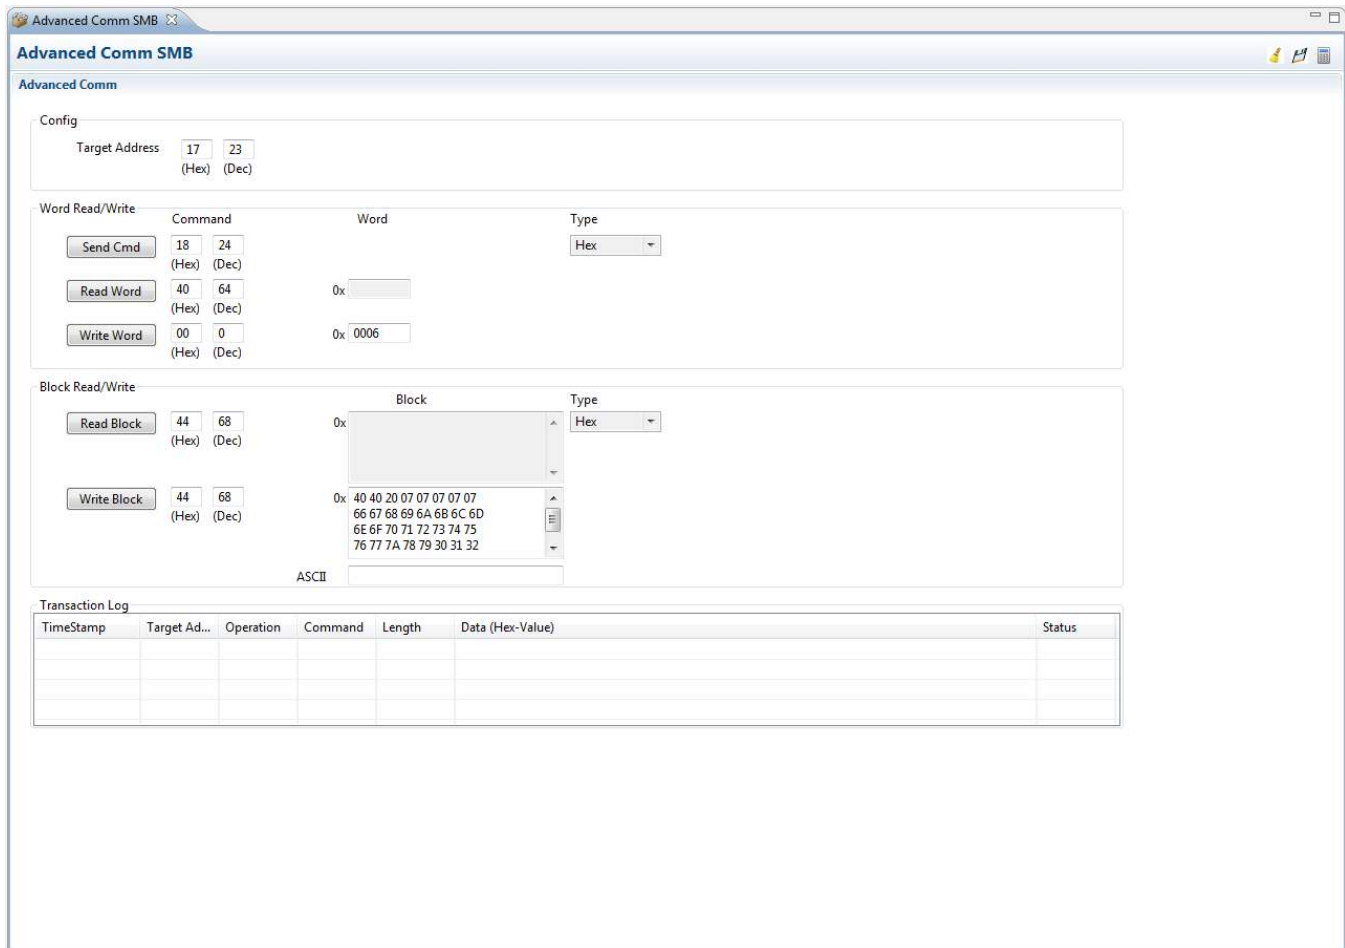 Advanced Comm SMB
Advanced Comm SMB
Advanced Comm
Config
Target Address 17 23
(Hex) (Dec)
Word Read/Write
Command Word Type
Send Cmd 18 24 Hex
(Hex) (Dec)
Read Word 40 64 0x
(Hex) (Dec)
Write Word 00 0 0x 0006
(Hex) (Dec)
Block Read/Write
Block Type
Read Block 44 68 0x Hex
(Hex) (Dec)
Write Block 44 68 0x 40 40 20 07 07 07 07 07
(Hex) (Dec) 66 67 68 69 6A 6B 6C 6D
6E 6F 70 71 72 73 74 75
76 77 7A 78 79 30 31 32
ASCII
Transaction Log
TimeStamp Target Ad... Operation Command Length Data (Hex-Value) Status